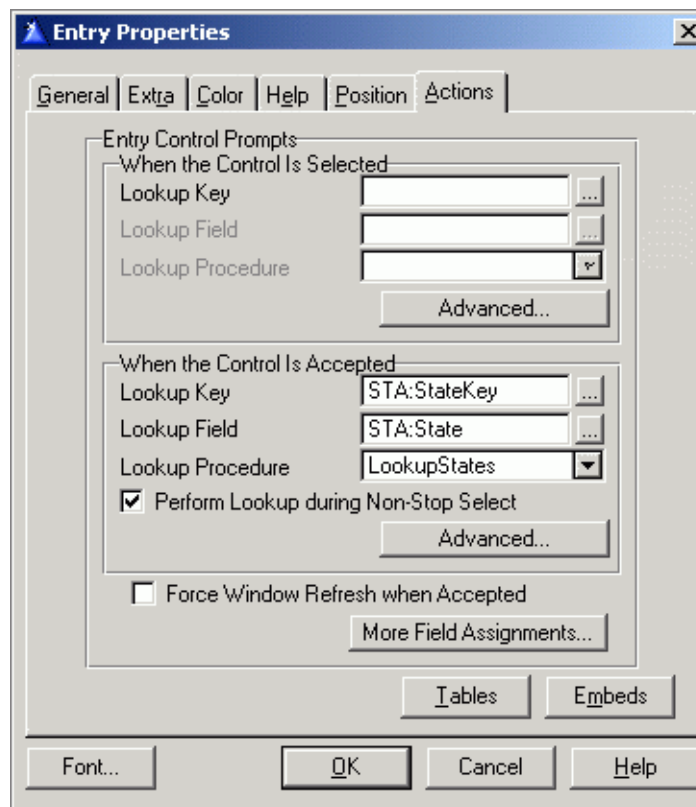 Entry Properties
General Extra Color Help Position Actions
Entry Control Prompts
When the Control Is Selected
Lookup Key ...
Lookup Field ...
Lookup Procedure
Advanced...
When the Control Is Accepted
Lookup Key STA:StateKey ...
Lookup Field STA:State ...
Lookup Procedure LookupStates
Perform Lookup during Non-Stop Select
Advanced...
Force Window Refresh when Accepted
More Field Assignments...
Tables Embeds
Font... OK Cancel Help